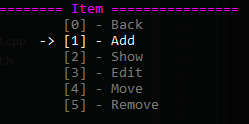 ======== Item ================
[0] - Back
-> [1] - Add
[2] - Show
[3] - Edit
[4] - Move
[5] - Remove